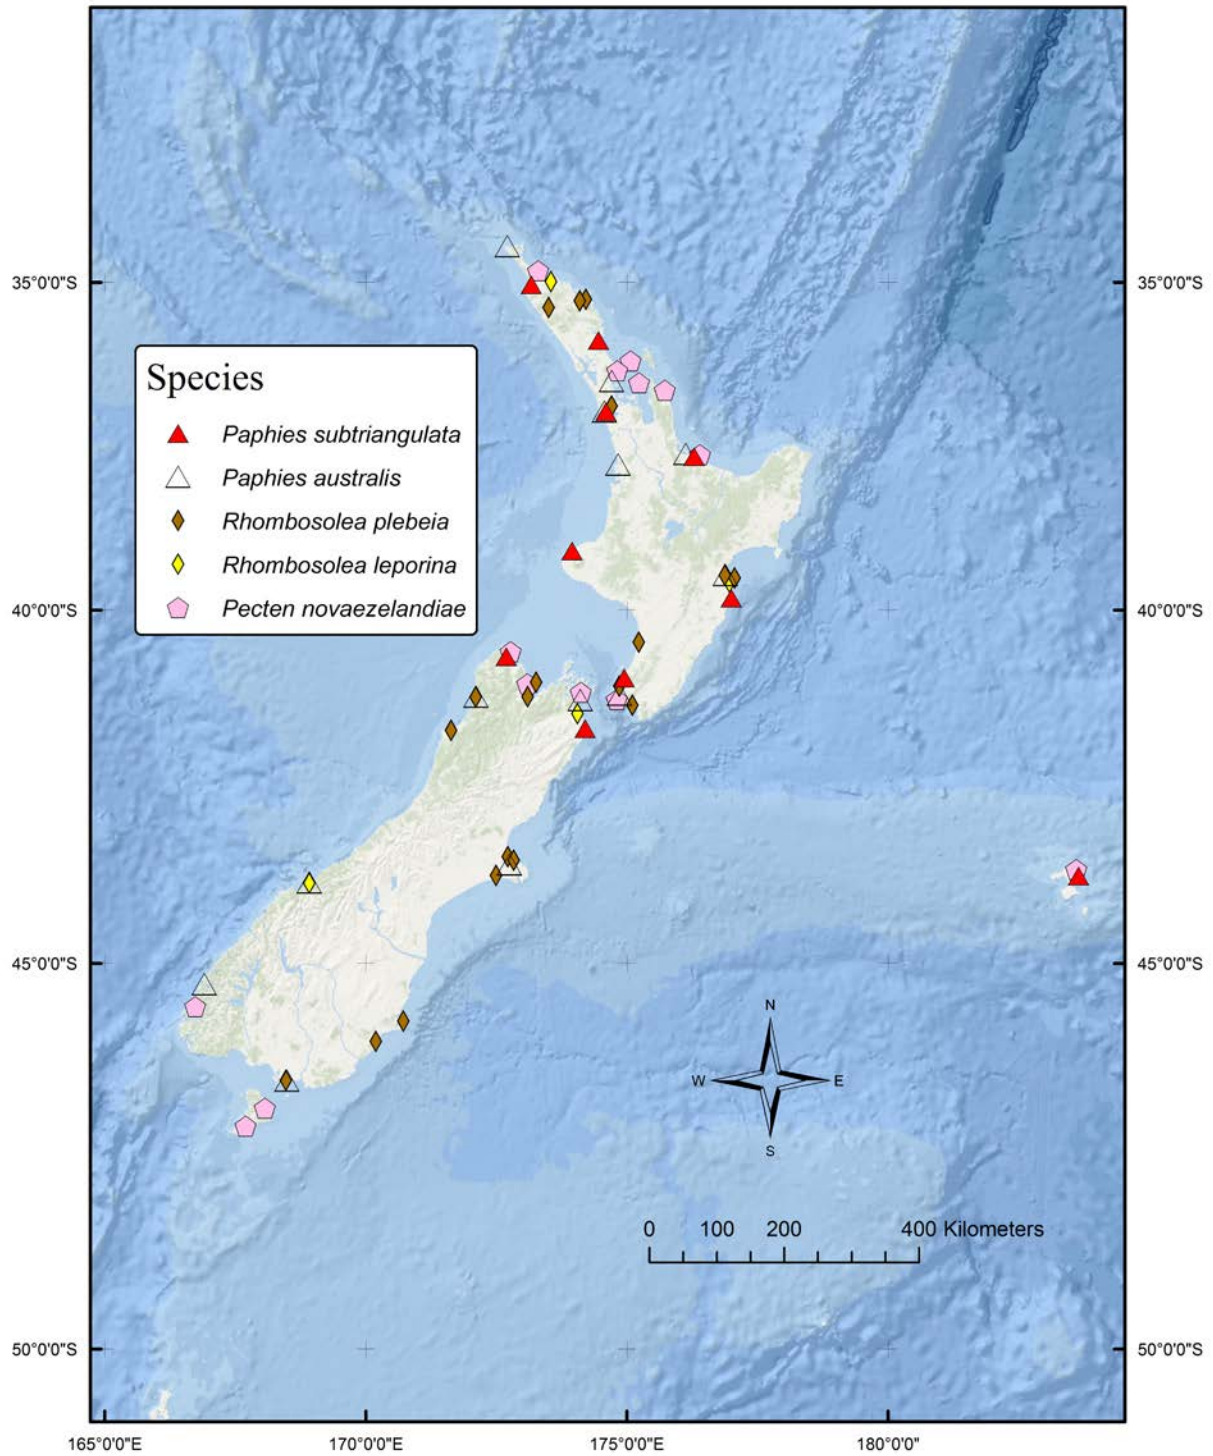 35°0'0"S
35°0'0"S
Species
Paphies subtriangulata
Paphies australis
Rhombosolea plebeia
Rhombosolea leporina
Pecten novaezelandiae
40°0'0"S
40°0'0"S
45°0'0"S
45°0'0"S
N
W
E
S
0 100 200 400 Kilometers
50°0'0"S
50°0'0"S
165°0'0"E
170°0'0"E
175°0'0"E
180°0'0"